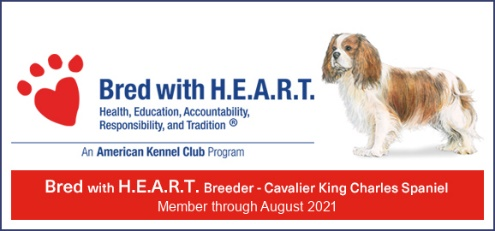 Bred with H.E.A.R.T.
Health, Education, Accountability,
Responsibility, and Tradition ®
An American Kennel Club Program
Bred with H.E.A.R.T. Breeder - Cavalier King Charles Spaniel
Member through August 2021